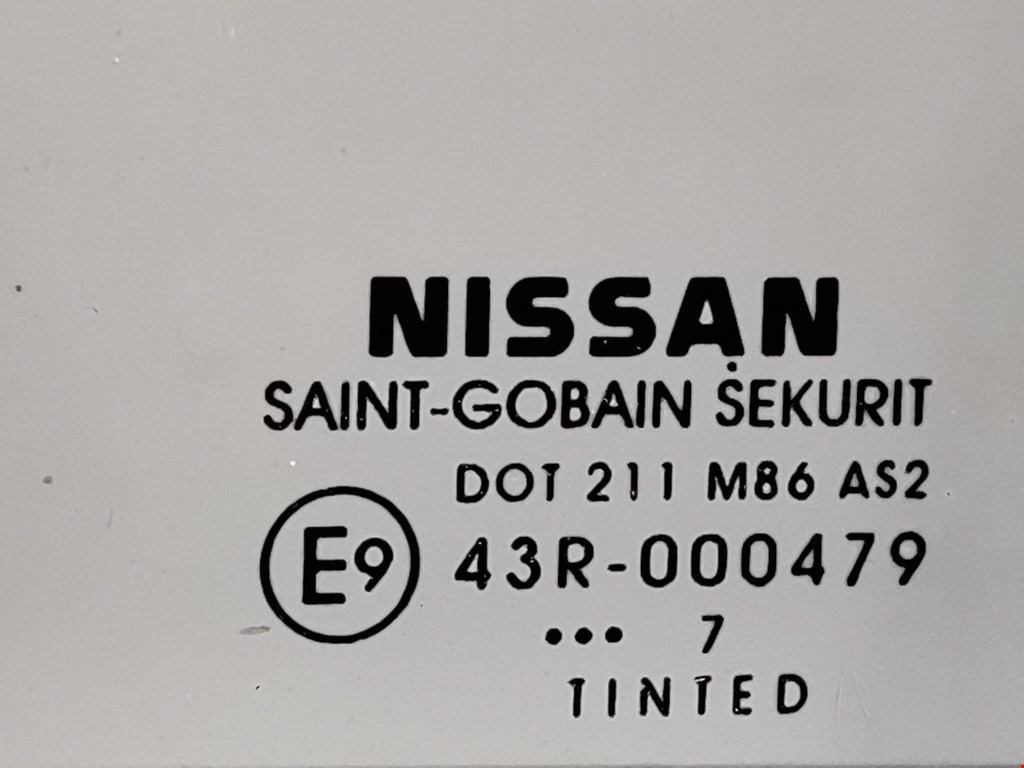 NISSAN
SAINT-GOBAIN SEKURIT
DOT 211 M86 AS2
E9 43R-000479
••• 7
TINTED